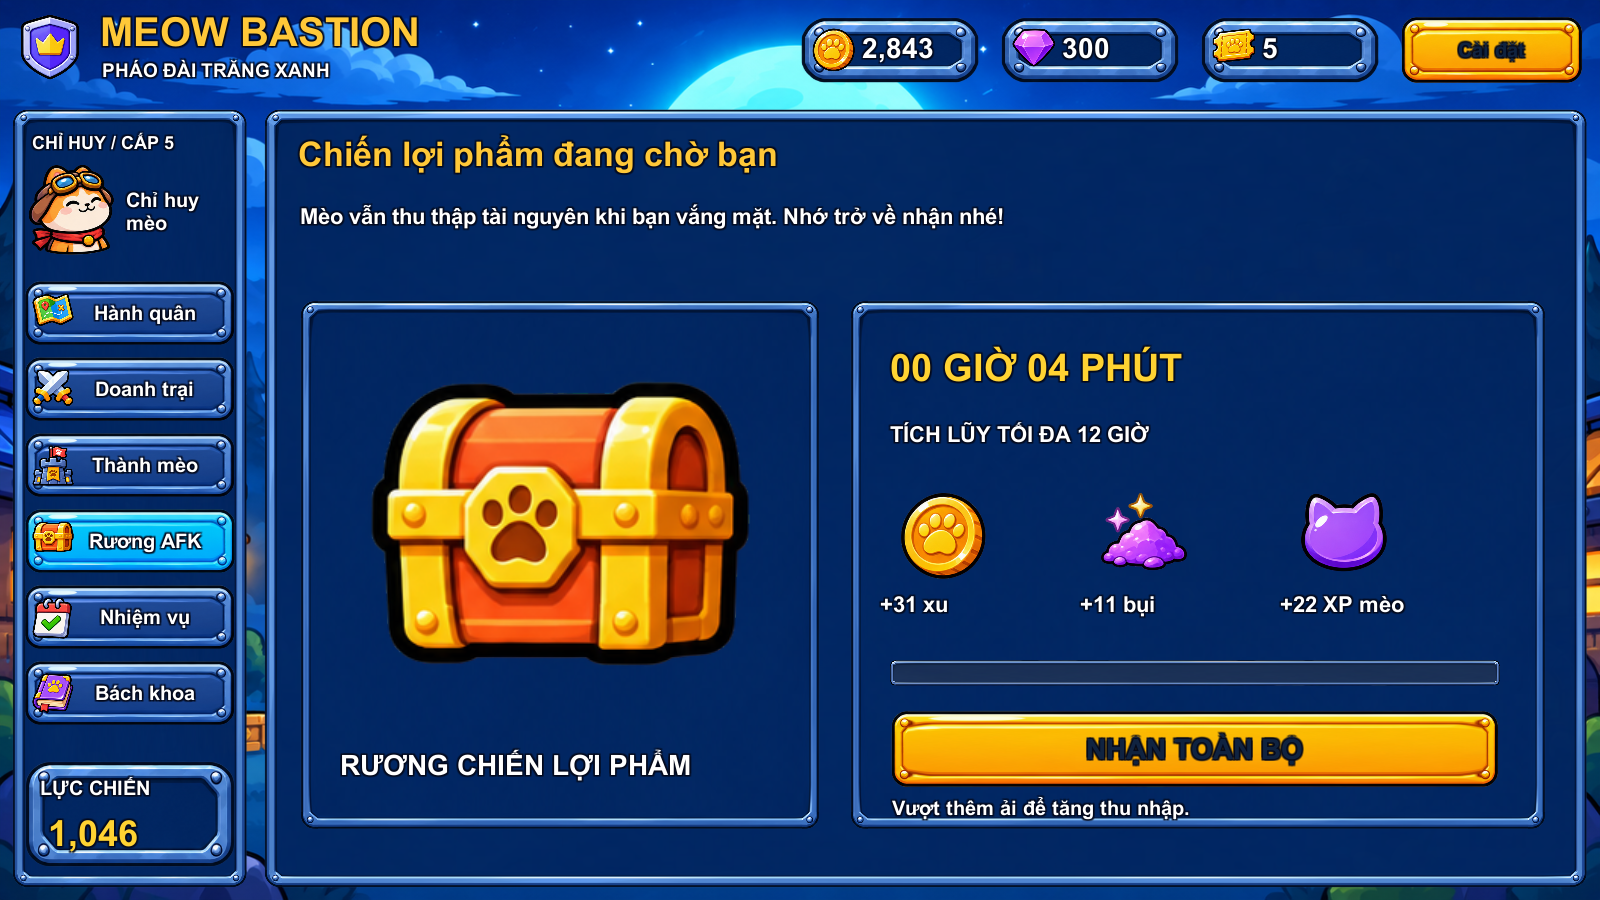 MEOW BASTION
PHÁO ĐÀI TRĂNG XANH
2,843
300
5
Cài đặt
CHỈ HUY / CẤP 5
Chỉ huy
mèo
Hành quân
Doanh trại
Thành mèo
Rương AFK
Nhiệm vụ
Bách khoa
LỰC CHIẾN
1,046
Chiến lợi phẩm đang chờ bạn
Mèo vẫn thu thập tài nguyên khi bạn vắng mặt. Nhớ trở về nhận nhé!
RƯƠNG CHIẾN LỢI PHẨM
00 GIỜ 04 PHÚT
TÍCH LŨY TỐI ĐA 12 GIỜ
+31 xu
+11 bụi
+22 XP mèo
NHẬN TOÀN BỘ
Vượt thêm ải để tăng thu nhập.